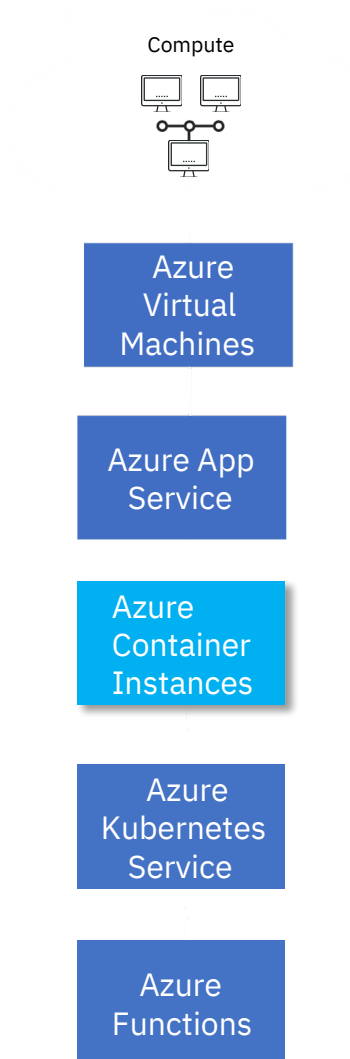 Compute
Azure
Virtual
Machines
Azure App
Service
Azure
Container
Instances
Azure
Kubernetes
Service
Azure
Functions